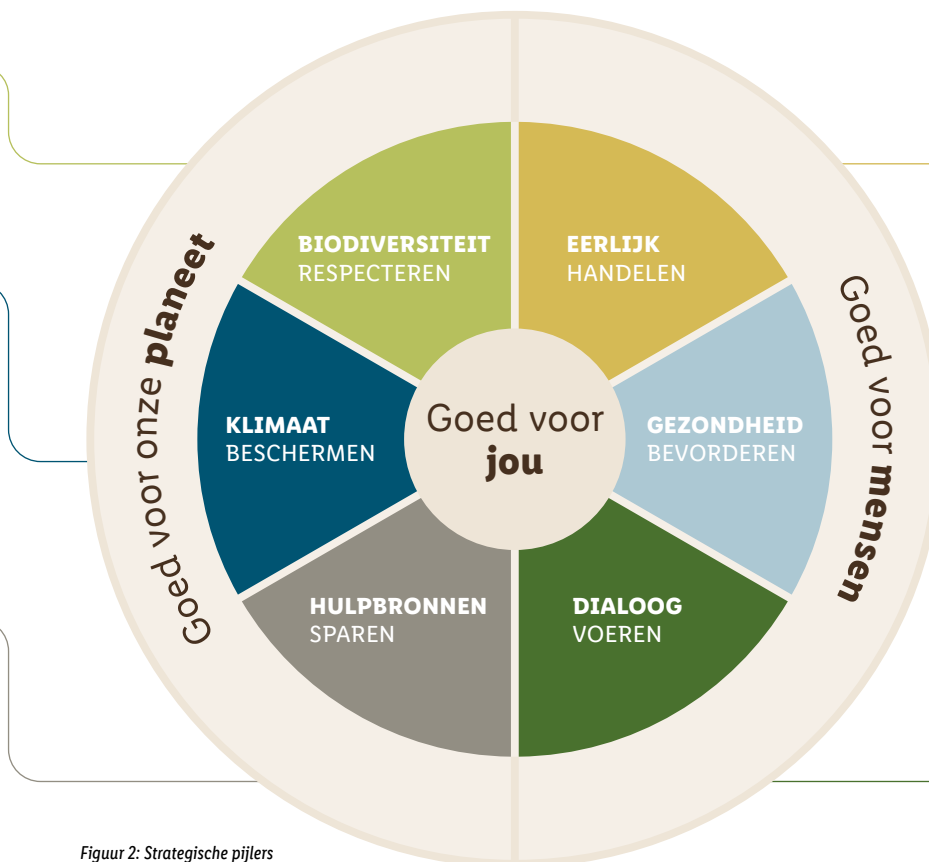 BIODIVERSITEIT
RESPECTEREN
EERLIJK
HANDELEN
Goed voor onze planeet
Goed voor mensen
KLIMAAT
BESCHERMEN
Goed voor
jou
GEZONDHEID
BEVORDEREN
HULPBRONNEN
SPAREN
DIALOOG
VOEREN
Figuur 2: Strategische pijlers